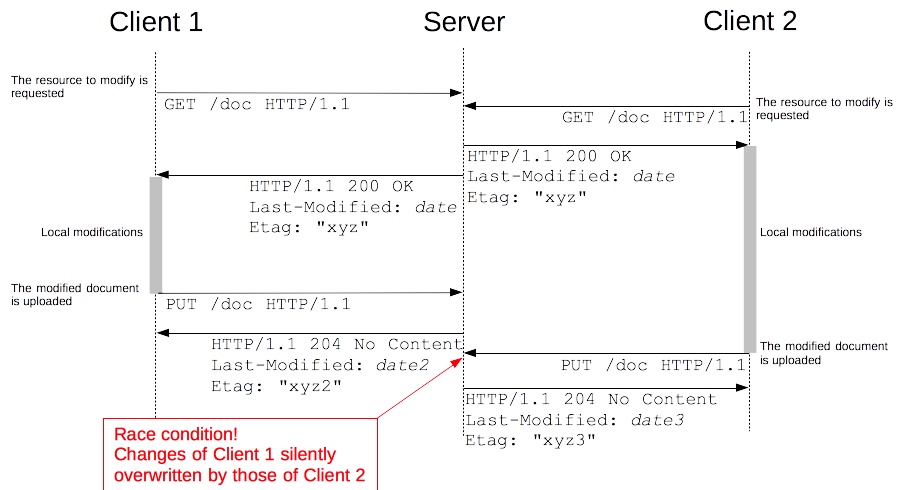 Client 1
Server
Client 2
The resource to modify is
requested
GET /doc HTTP/1.1
The resource to modify is
requested
GET /doc HTTP/1.1
HTTP/1.1 200 OK
Last-Modified: date
Etag: "xyz"
HTTP/1.1 200 OK
Last-Modified: date
Etag: "xyz"
Local modifications
Local modifications
The modified document
is uploaded
PUT /doc HTTP/1.1
HTTP/1.1 204 No Content
Last-Modified: date2
Etag: "xyz2"
The modified document
is uploaded
PUT /doc HTTP/1.1
HTTP/1.1 204 No Content
Last-Modified: date3
Etag: "xyz3"
Race condition!
Changes of Client 1 silently
overwritten by those of Client 2